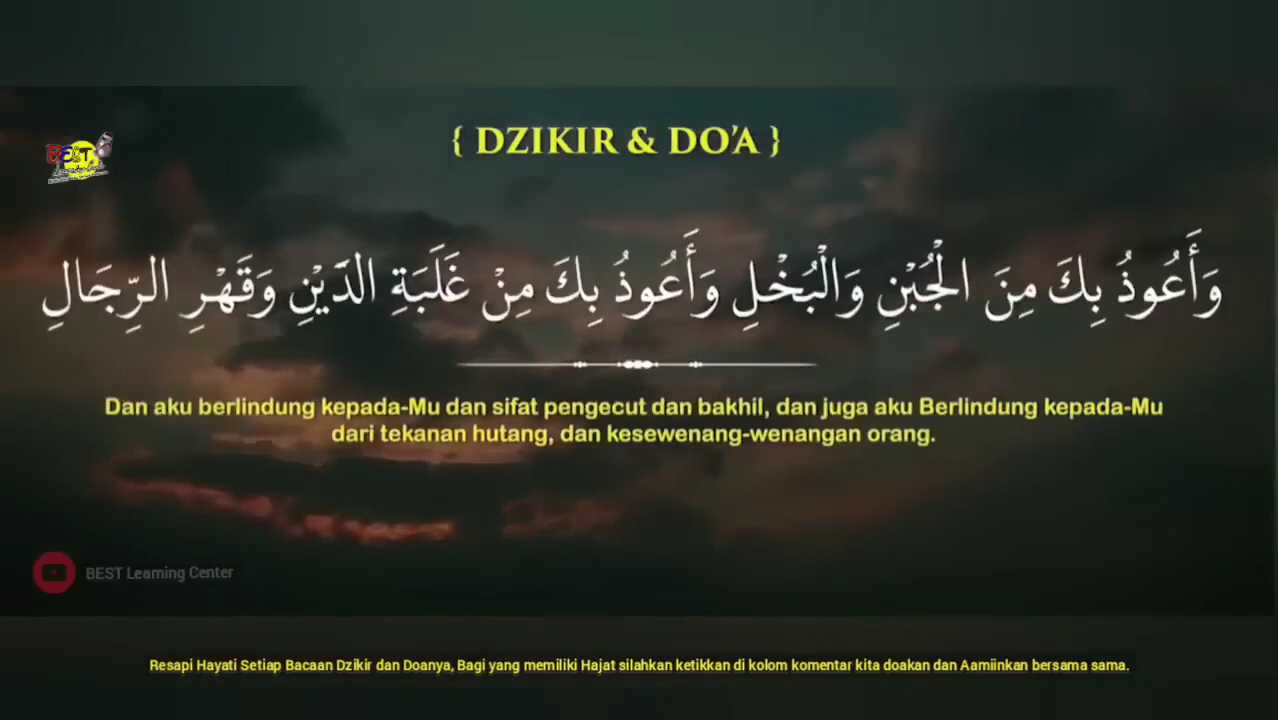 { DZIKIR & DO'A }
BEST
وَأَعُوذُ بِكَ مِنَ الْجُبْنِ وَالْبُخْلِ وَأَعُوذُ بِكَ مِنْ غَلَبَةِ الدَّيْنِ وَقَهْرِ الرِّجَالِ
Dan aku berlindung kepada-Mu dan sifat pengecut dan bakhil, dan juga aku Berlindung kepada-Mu
dari tekanan hutang, dan kesewenang-wenangan orang.
BEST Learning Center
Resapi Hayati Setiap Bacaan Dzikir dan Doanya, Bagi yang memiliki Hajat silahkan ketikkan di kolom komentar kita doakan dan Aamiinkan bersama sama.